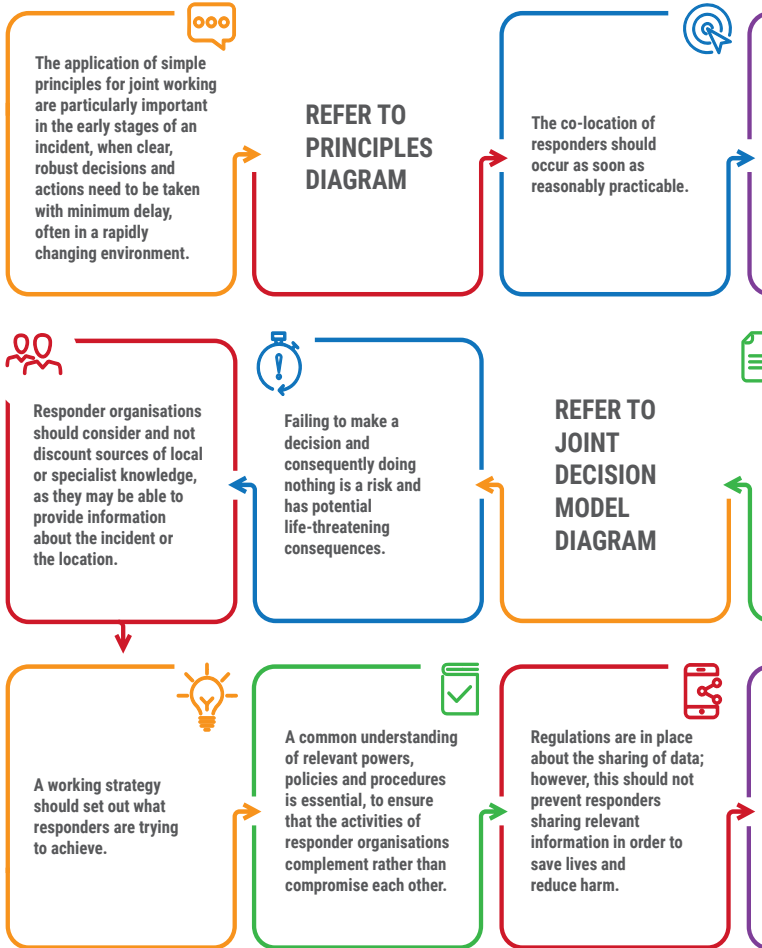 The application of simple
principles for joint working
are particularly important
in the early stages of an
incident, when clear,
robust decisions and
actions need to be taken
with minimum delay,
often in a rapidly
changing environment.
REFER TO
PRINCIPLES
DIAGRAM
The co-location of
responders should
occur as soon as
reasonably practicable.
Responder organisations
should consider and not
discount sources of local
or specialist knowledge,
as they may be able to
provide information
about the incident or
the location.
Failing to make a
decision and
consequently doing
nothing is a risk and
has potential
life-threatening
consequences.
REFER TO
JOINT
DECISION
MODEL
DIAGRAM
A working strategy
should set out what
responders are trying
to achieve.
A common understanding
of relevant powers,
policies and procedures
is essential, to ensure
that the activities of
responder organisations
complement rather than
compromise each other.
Regulations are in place
about the sharing of data;
however, this should not
prevent responders
sharing relevant
information in order to
save lives and
reduce harm.